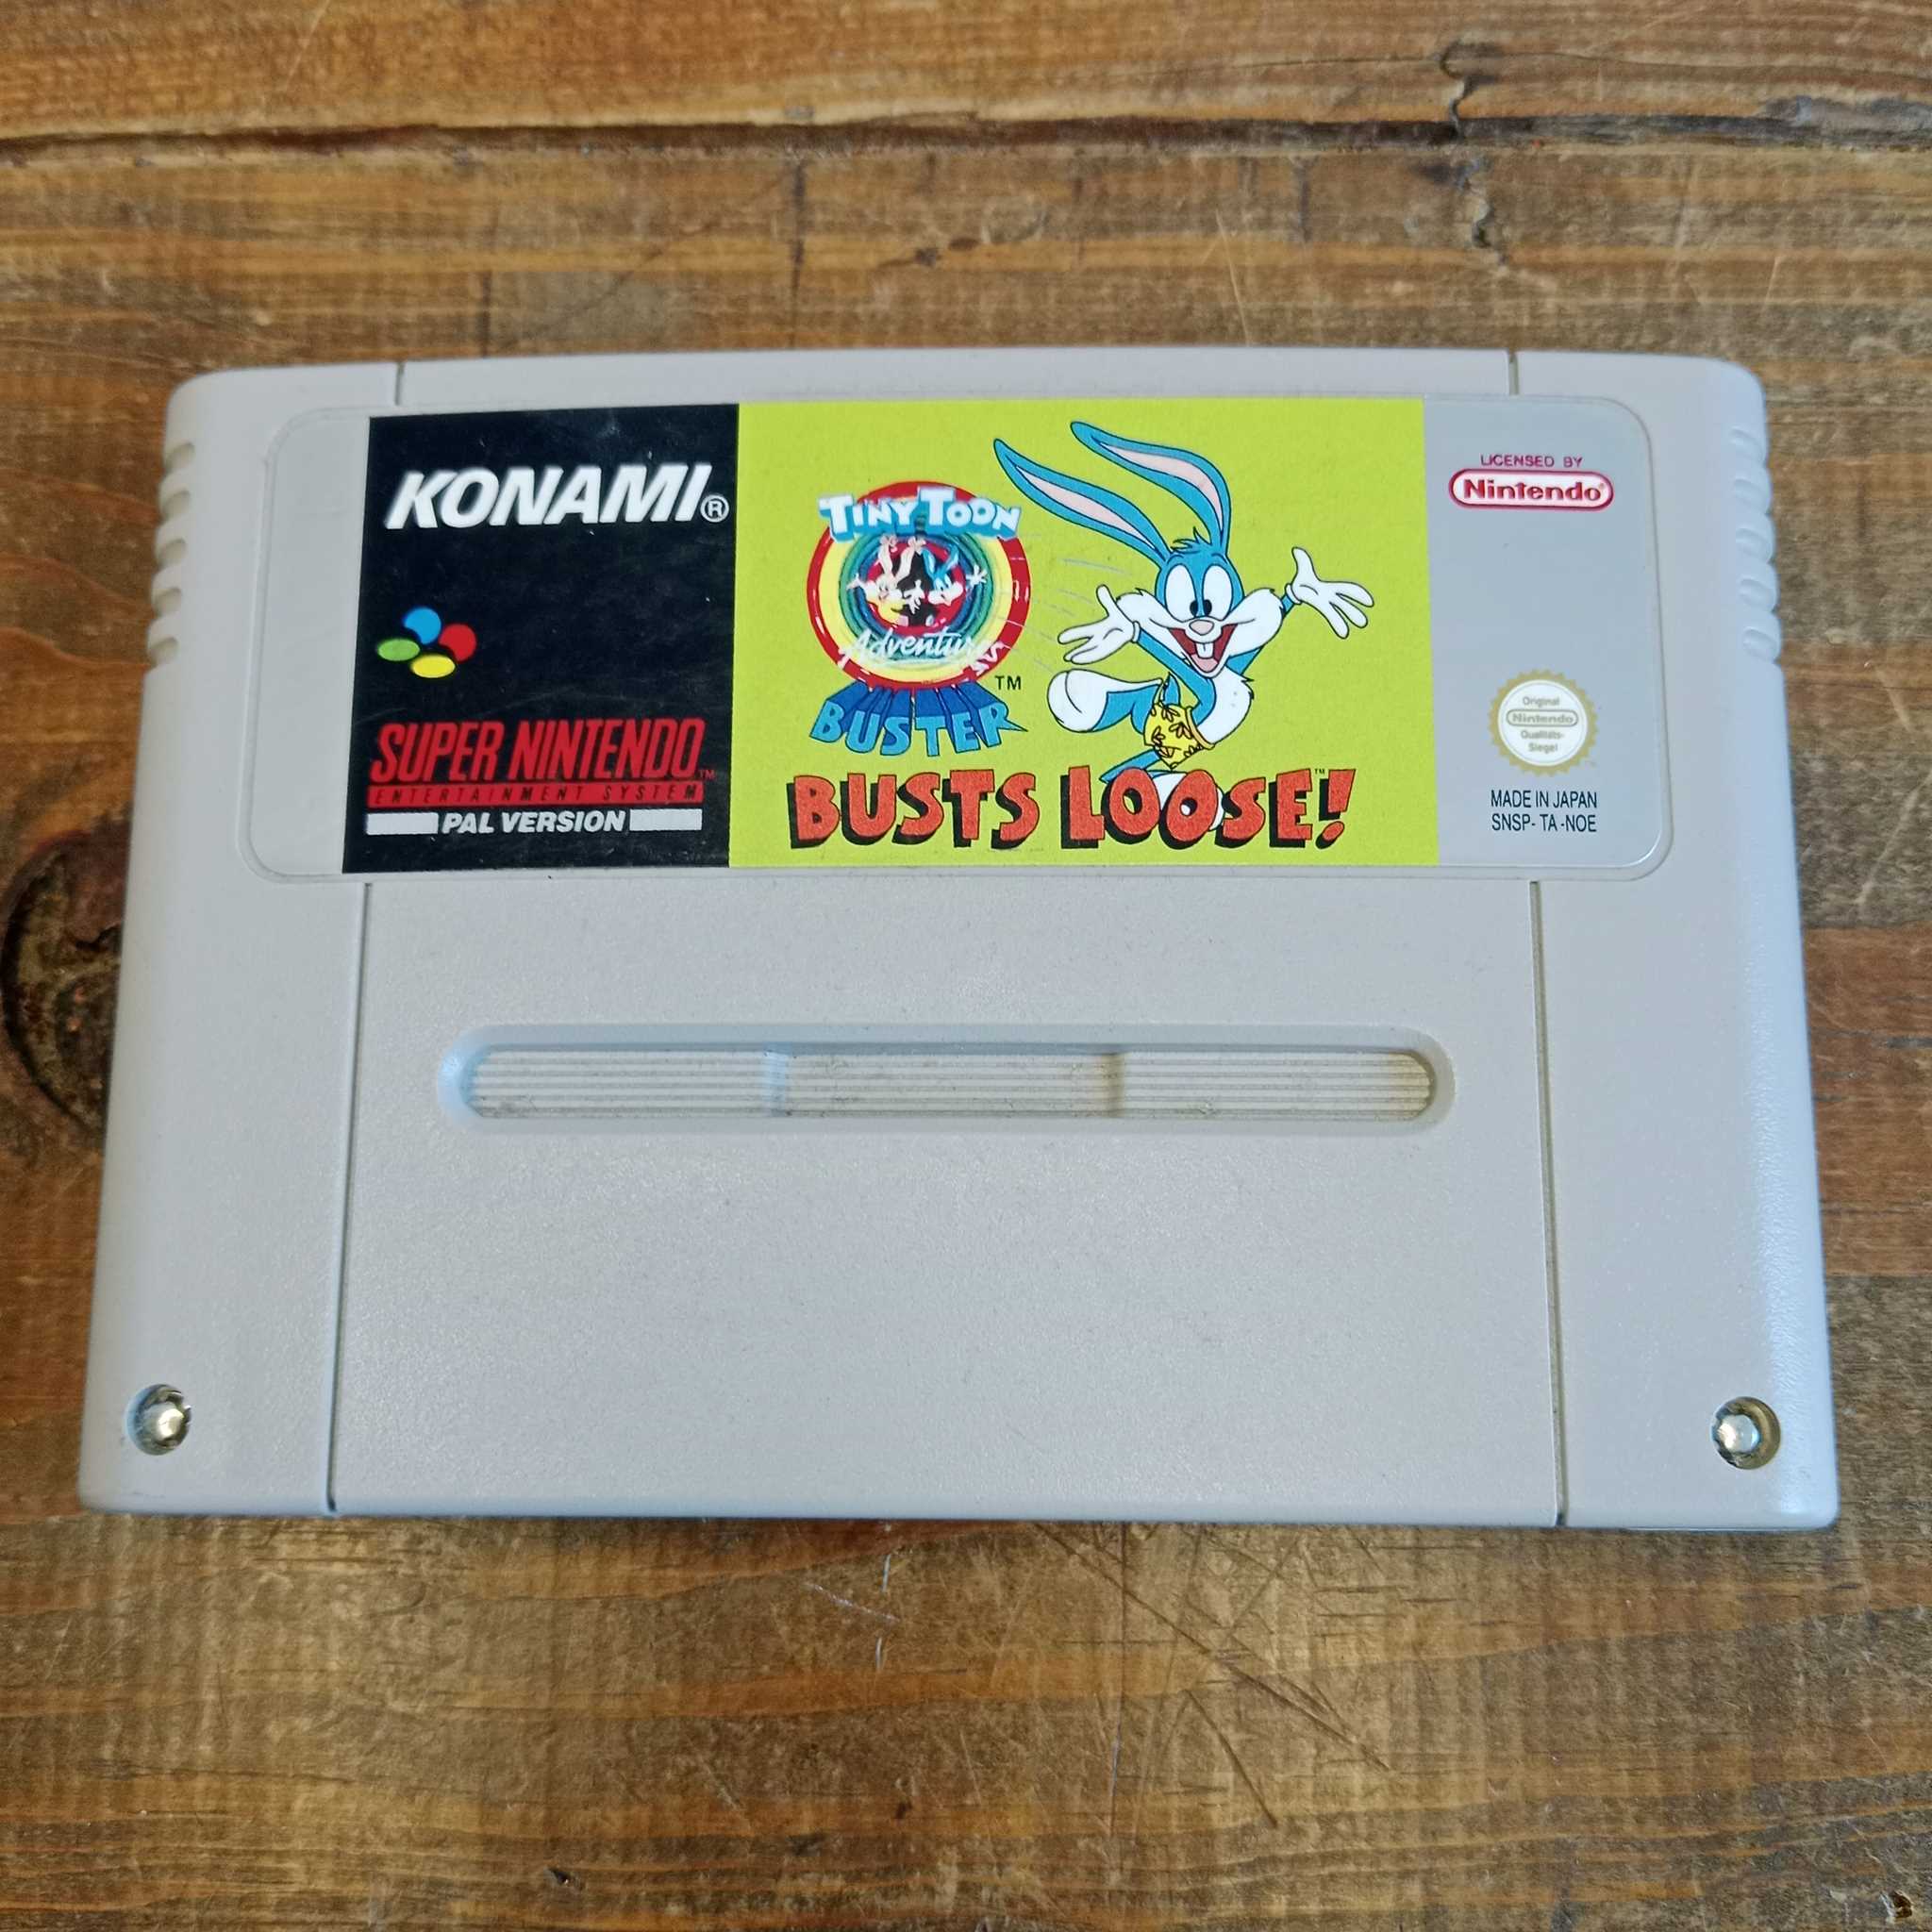 KONAMI®
SUPER NINTENDO™
ENTERTAINMENT SYSTEM
PAL VERSION
TINY TOON
Adventures
TM
BUSTER
BUSTS LOOSE!™
LICENSED BY
Nintendo®
Original
Nintendo
Qualitäts-
Siegel
MADE IN JAPAN
SNSP-TA-NOE